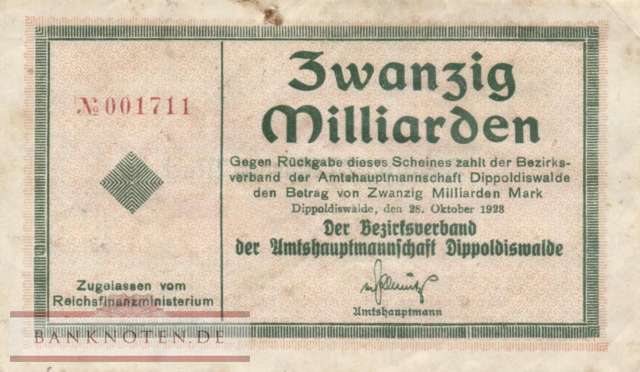 № 001711
Zwanzig
Milliarden
Gegen Rückgabe dieses Scheines zahlt der Bezirks-
verband der Amtshauptmannschaft Dippoldiswalde
den Betrag von Zwanzig Milliarden Mark
Dippoldiswalde, den 28. Oktober 1923
Der Bezirksverband
der Amtshauptmannschaft Dippoldiswalde
Amtshauptmann
Zugelassen vom
Reichsfinanzministerium
BANKNOTEN.DE